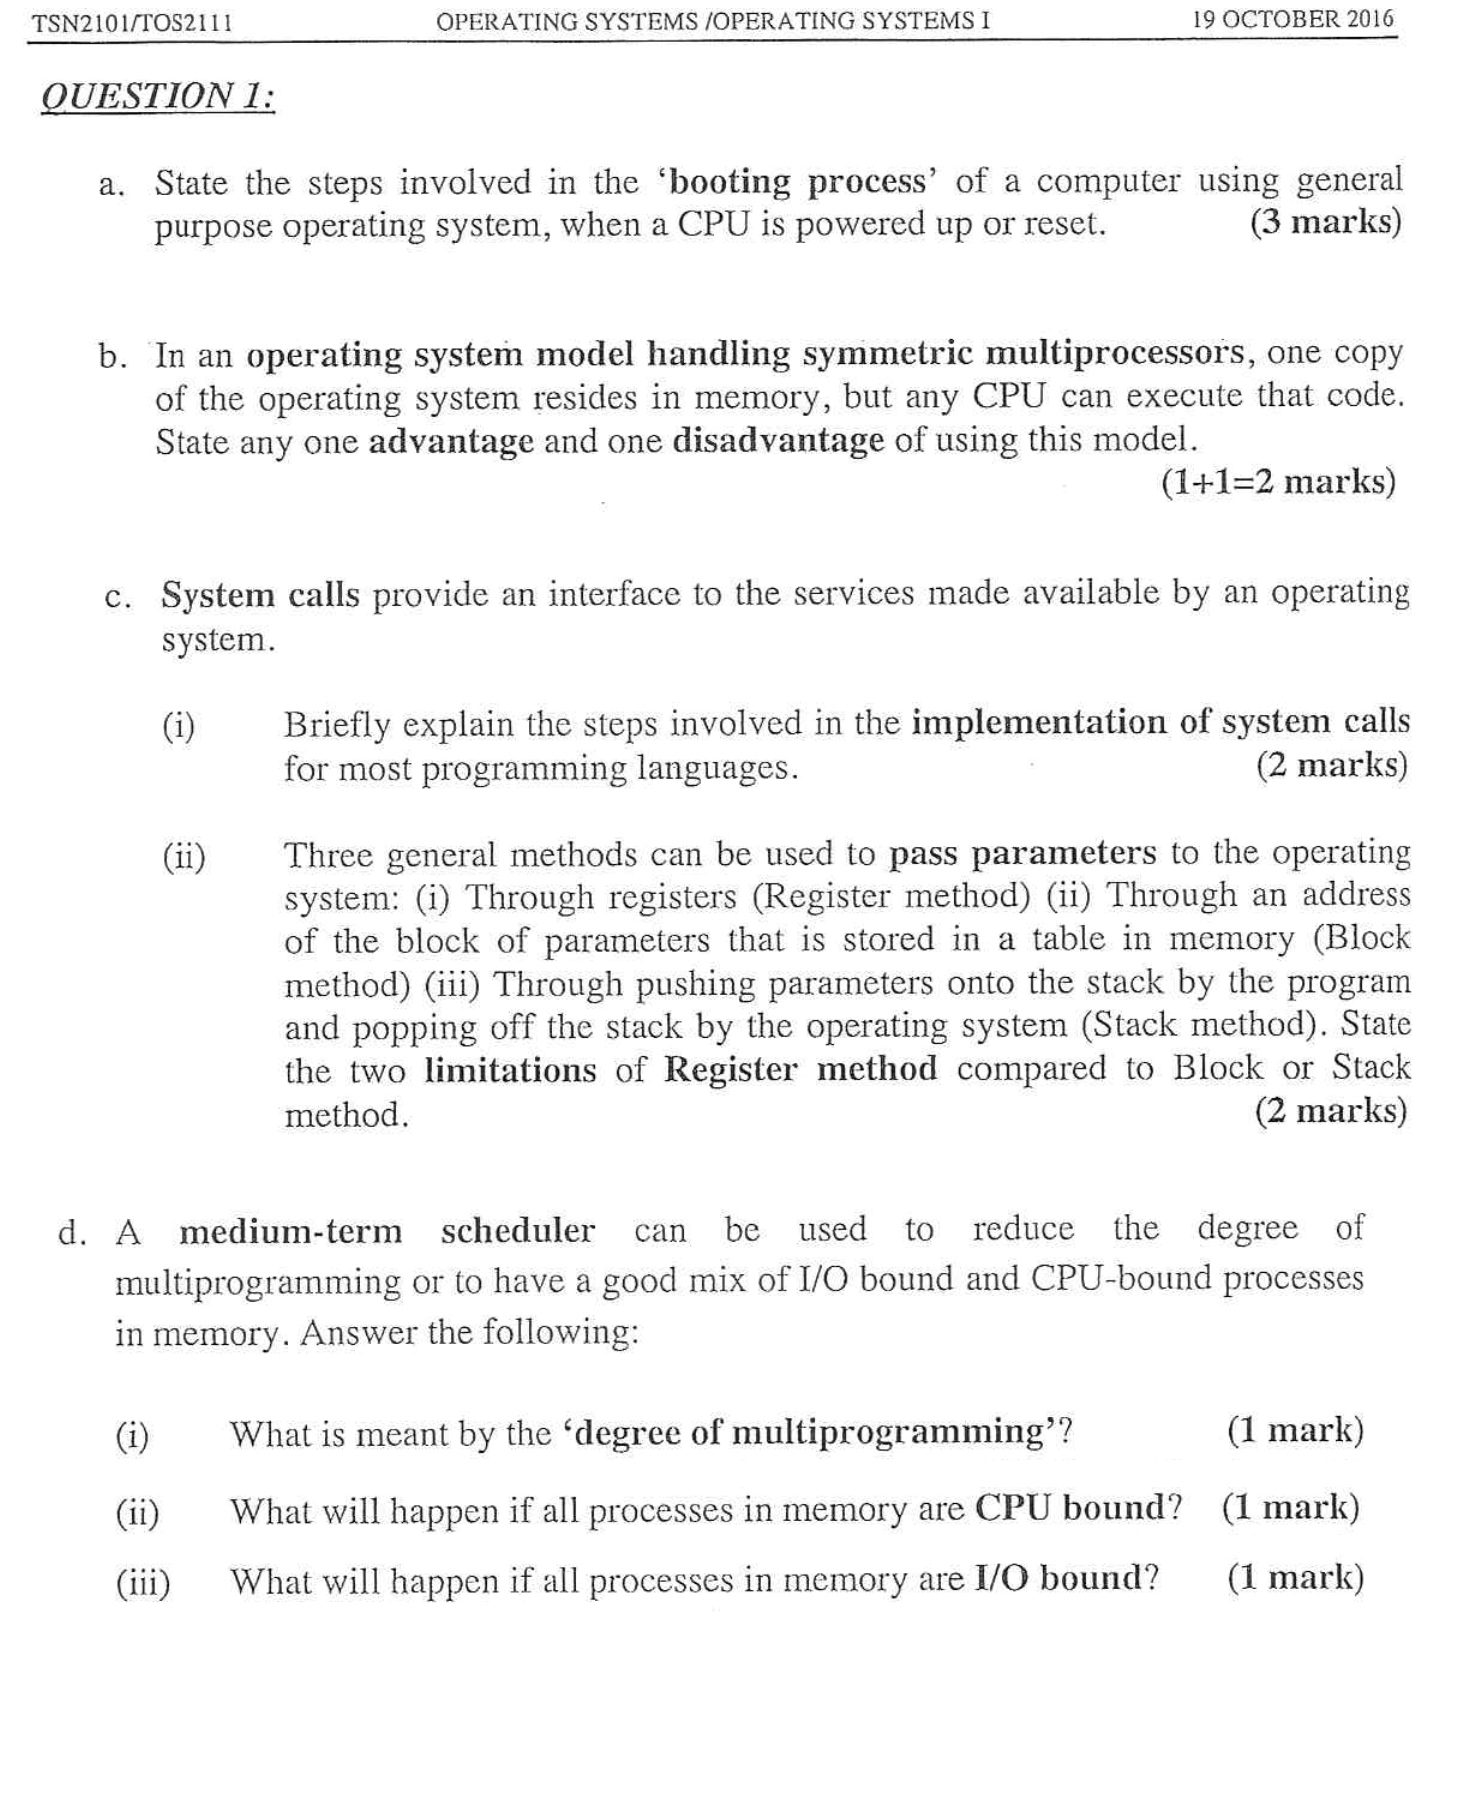 TSN2101/TOS2111 OPERATING SYSTEMS /OPERATING SYSTEMS I 19 OCTOBER 2016
QUESTION 1:
a. State the steps involved in the ‘booting process’ of a computer using general
purpose operating system, when a CPU is powered up or reset. (3 marks)
b. In an operating system model handling symmetric multiprocessors, one copy
of the operating system resides in memory, but any CPU can execute that code.
State any one advantage and one disadvantage of using this model.
(1+1=2 marks)
c. System calls provide an interface to the services made available by an operating
system.
(i) Briefly explain the steps involved in the implementation of system calls
for most programming languages. (2 marks)
(ii) Three general methods can be used to pass parameters to the operating
system: (i) Through registers (Register method) (ii) Through an address
of the block of parameters that is stored in a table in memory (Block
method) (iii) Through pushing parameters onto the stack by the program
and popping off the stack by the operating system (Stack method). State
the two limitations of Register method compared to Block or Stack
method. (2 marks)
d. A medium-term scheduler can be used to reduce the degree of
multiprogramming or to have a good mix of I/O bound and CPU-bound processes
in memory. Answer the following:
(i) What is meant by the ‘degree of multiprogramming’? (1 mark)
(ii) What will happen if all processes in memory are CPU bound? (1 mark)
(iii) What will happen if all processes in memory are I/O bound? (1 mark)